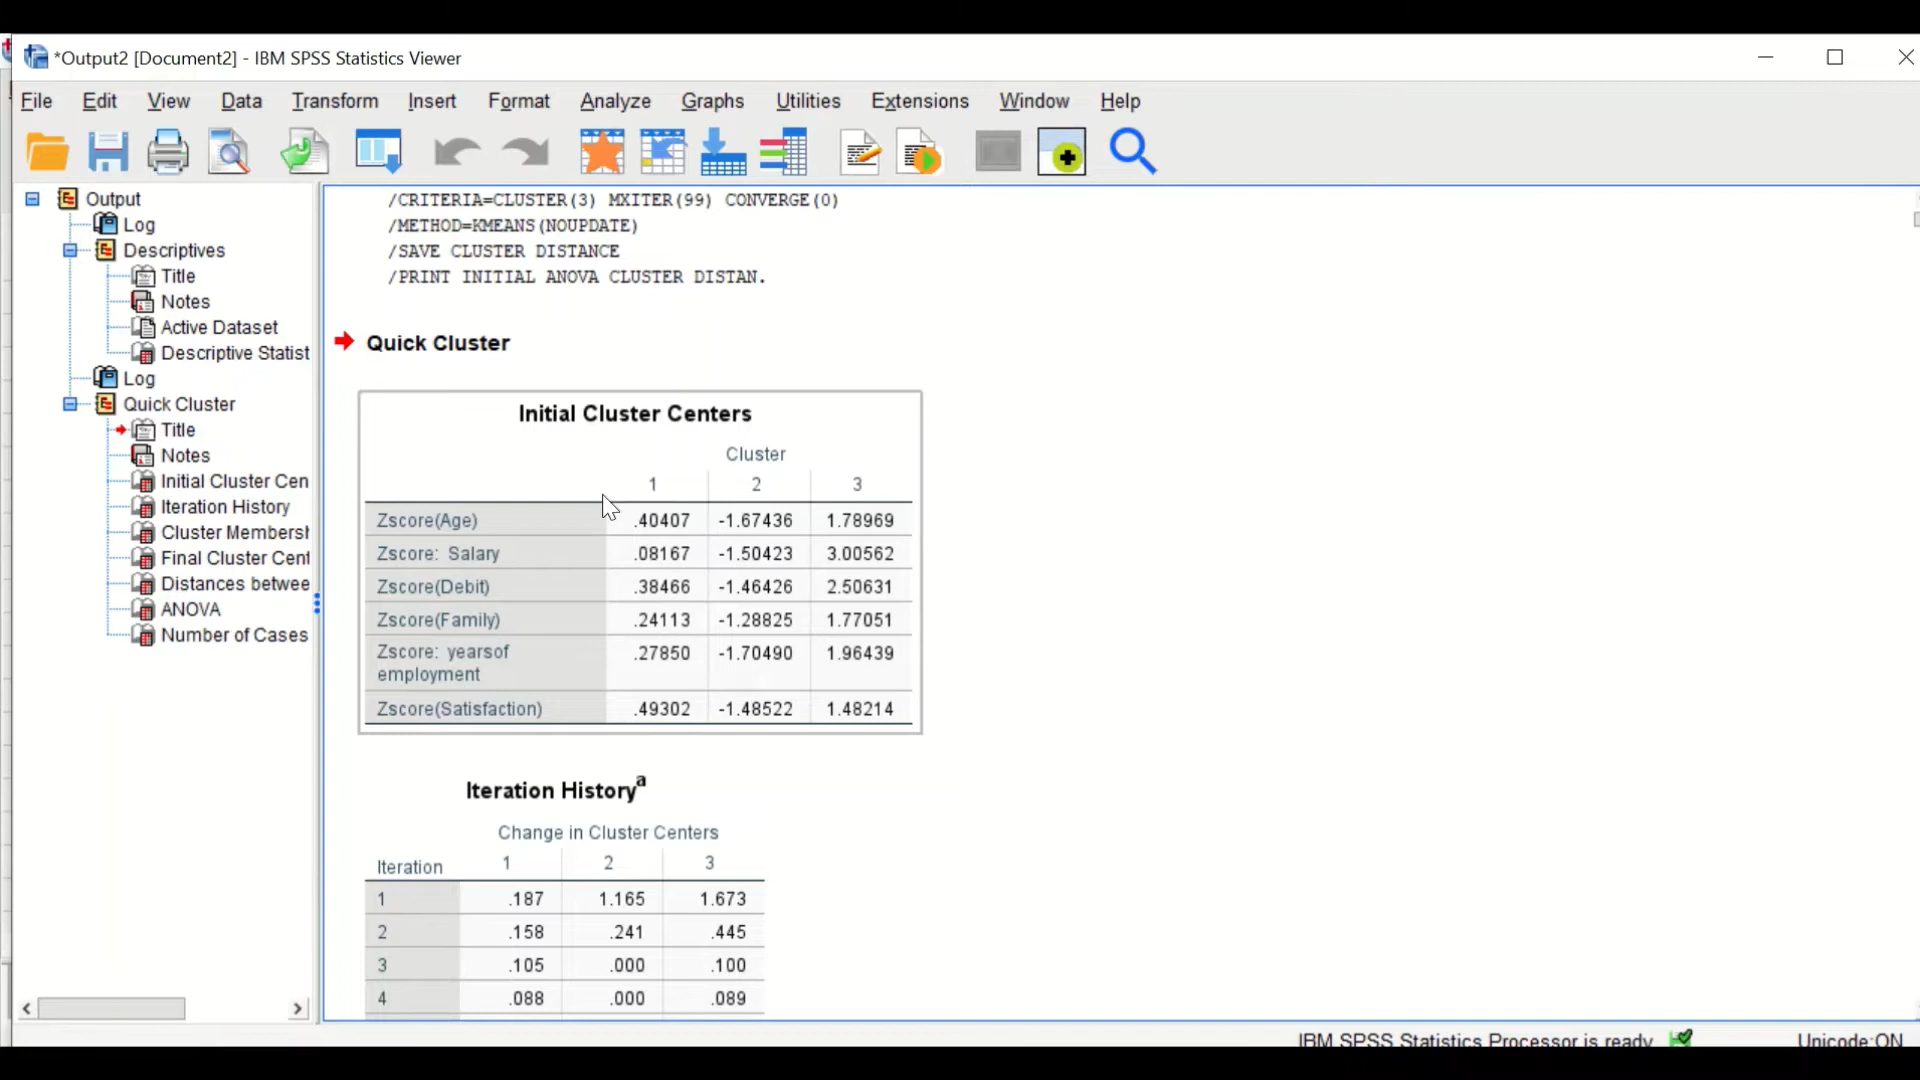 *Output2 [Document2] - IBM SPSS Statistics Viewer
File Edit View Data Transform Insert Format Analyze Graphs Utilities Extensions Window Help
Output
Log
Descriptives
Title
Notes
Active Dataset
Descriptive Statist
Log
Quick Cluster
Title
Notes
Initial Cluster Cen
Iteration History
Cluster Membersh
Final Cluster Cent
Distances betwee
ANOVA
Number of Cases
/CRITERIA=CLUSTER(3) MXITER(99) CONVERGE(0)
/METHOD=KMEANS(NOUPDATE)
/SAVE CLUSTER DISTANCE
/PRINT INITIAL ANOVA CLUSTER DISTAN.
Quick Cluster
Initial Cluster Centers
Cluster
1 2 3
Zscore(Age) .40407 -1.67436 1.78969
Zscore: Salary .08167 -1.50423 3.00562
Zscore(Debit) .38466 -1.46426 2.50631
Zscore(Family) .24113 -1.28825 1.77051
Zscore: yearsof .27850 -1.70490 1.96439
employment
Zscore(Satisfaction) .49302 -1.48522 1.48214
Iteration History a
Change in Cluster Centers
Iteration 1 2 3
1 .187 1.165 1.673
2 .158 .241 .445
3 .105 .000 .100
4 .088 .000 .089
IBM SPSS Statistics Processor is ready Unicode:ON